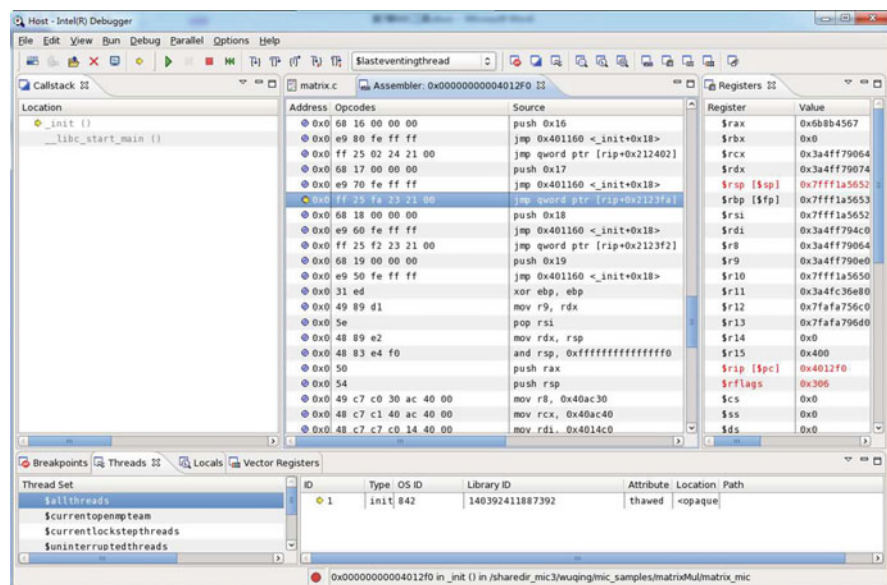 Host - Intel(R) Debugger
File Edit View Run Debug Parallel Options Help
$lasteventingthread
Callstack
Location
_init ()
__libc_start_main ()
matrix.c
Assembler: 0x00000000004012F0
Address Opcodes Source
0x0 68 16 00 00 00 push 0x16
0x0 e9 80 fe ff ff jmp 0x401160 <_init+0x18>
0x0 ff 25 02 24 21 00 jmp qword ptr [rip+0x212402]
0x0 68 17 00 00 00 push 0x17
0x0 e9 70 fe ff ff jmp 0x401160 <_init+0x18>
0x0 ff 25 fa 23 21 00 jmp qword ptr [rip+0x2123fa]
0x0 68 18 00 00 00 push 0x18
0x0 e9 60 fe ff ff jmp 0x401160 <_init+0x18>
0x0 ff 25 f2 23 21 00 jmp qword ptr [rip+0x2123f2]
0x0 68 19 00 00 00 push 0x19
0x0 e9 50 fe ff ff jmp 0x401160 <_init+0x18>
0x0 31 ed xor ebp, ebp
0x0 49 89 d1 mov r9, rdx
0x0 5e pop rsi
0x0 48 89 e2 mov rdx, rsp
0x0 48 83 e4 f0 and rsp, 0xfffffffffffffff0
0x0 50 push rax
0x0 54 push rsp
0x0 49 c7 c0 30 ac 40 00 mov r8, 0x40ac30
0x0 48 c7 c1 40 ac 40 00 mov rcx, 0x40ac40
0x0 48 c7 c7 c0 14 40 00 mov rdi, 0x4014c0
Registers
Register Value
$rax 0x6b8b4567
$rbx 0x0
$rcx 0x3a4ff79064
$rdx 0x3a4ff79074
$rsp [$sp] 0x7fff1a5652
$rbp [$fp] 0x7fff1a5653
$rsi 0x7fff1a5652
$rdi 0x3a4ff794c0
$r8 0x3a4ff79064
$r9 0x3a4ff790e0
$r10 0x7fff1a5650
$r11 0x3a4fc36e80
$r12 0x7fafa756c0
$r13 0x7fafa796d0
$r14 0x0
$r15 0x400
$rip [$pc] 0x4012f0
$rflags 0x306
$cs 0x0
$ss 0x0
$ds 0x0
Breakpoints Threads Locals Vector Registers
Thread Set
$allthreads
$currentopenmpteam
$currentlockstepthreads
$uninterruptedthreads
ID Type OS ID Library ID Attribute Location Path
1 init 842 140392411887392 thawed <opaque
0x00000000004012f0 in _init () in /sharedir_mic3/wuqing/mic_samples/matrixMul/matrix_mic